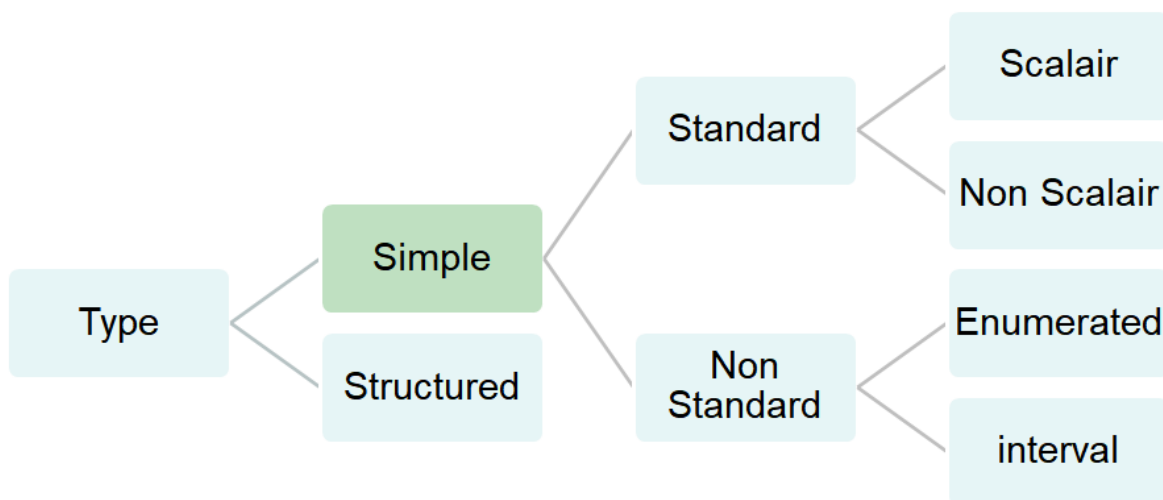 Type
Simple
Structured
Standard
Non
Standard
Scalair
Non Scalair
Enumerated
interval